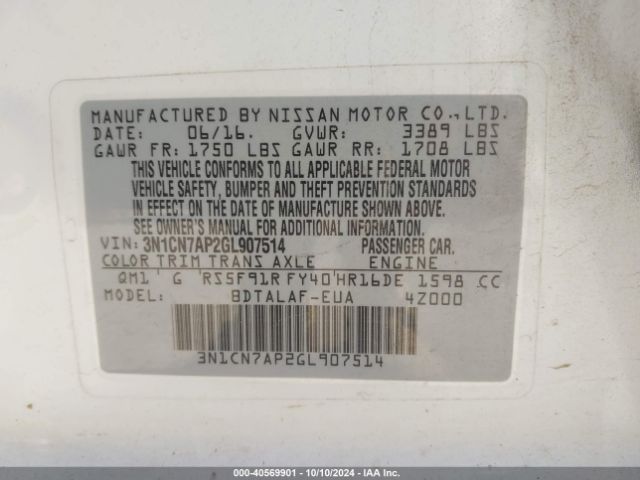 MANUFACTURED BY NISSAN MOTOR CO., LTD.
DATE: 06/16. GVWR: 3389 LBS
GAWR FR: 1750 LBS GAWR RR: 1708 LBS
THIS VEHICLE CONFORMS TO ALL APPLICABLE FEDERAL MOTOR
VEHICLE SAFETY, BUMPER AND THEFT PREVENTION STANDARDS
IN EFFECT ON THE DATE OF MANUFACTURE SHOWN ABOVE.
SEE OWNER'S MANUAL FOR ADDITIONAL INFORMATION
VIN: 3N1CN7AP2GL907514 PASSENGER CAR.
COLOR TRIM TRANS AXLE ENGINE
QM1 G RS5F91R FY40 HR16DE 1598 CC
MODEL: BDTALAF-EUA 4Z000
3N1CN7AP2GL907514
000-40569901 | 10/10/2024 | Copyright © IAA Holdings, LLC